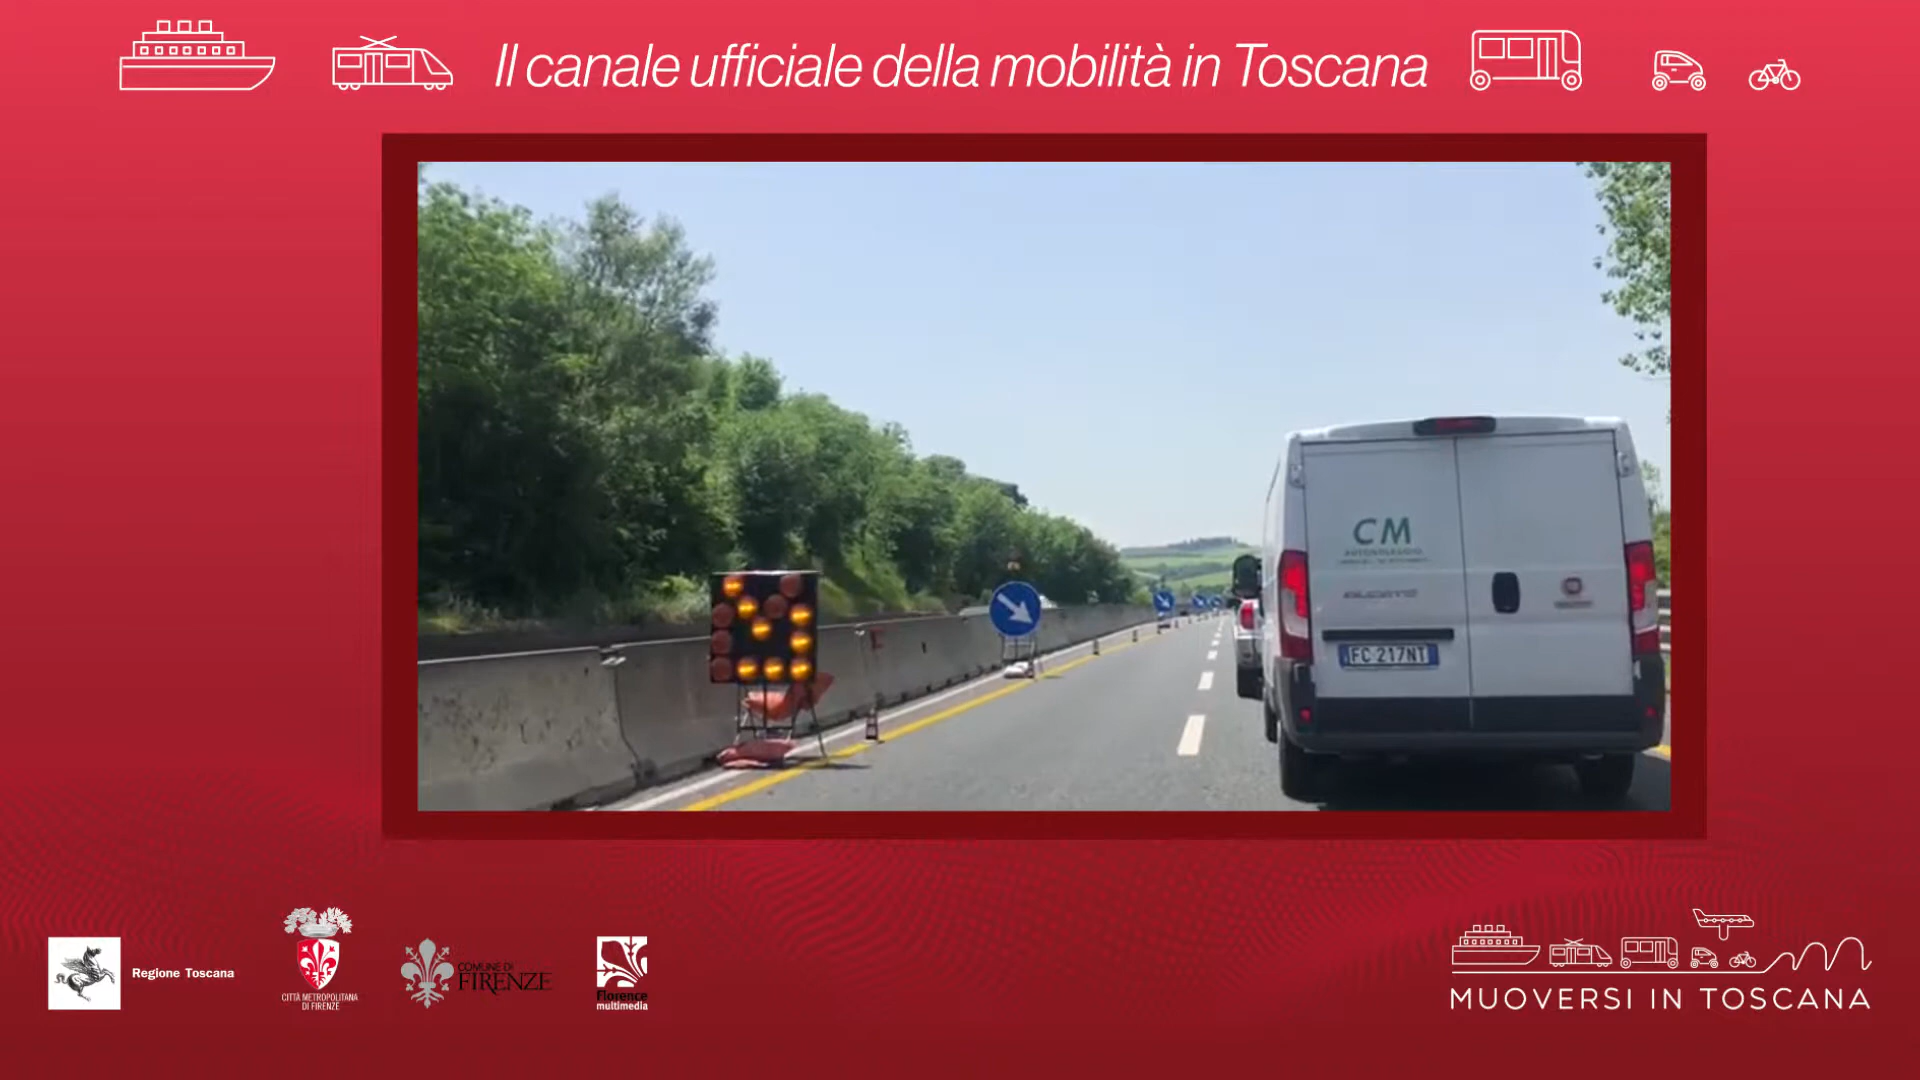 Il canale ufficiale della mobilità in Toscana
CM
DUCATO
FC 217NT
Regione Toscana
CITTÀ METROPOLITANA
DI FIRENZE
COMUNE DI
FIRENZE
Florence
multimedia
MUOVERSI IN TOSCANA